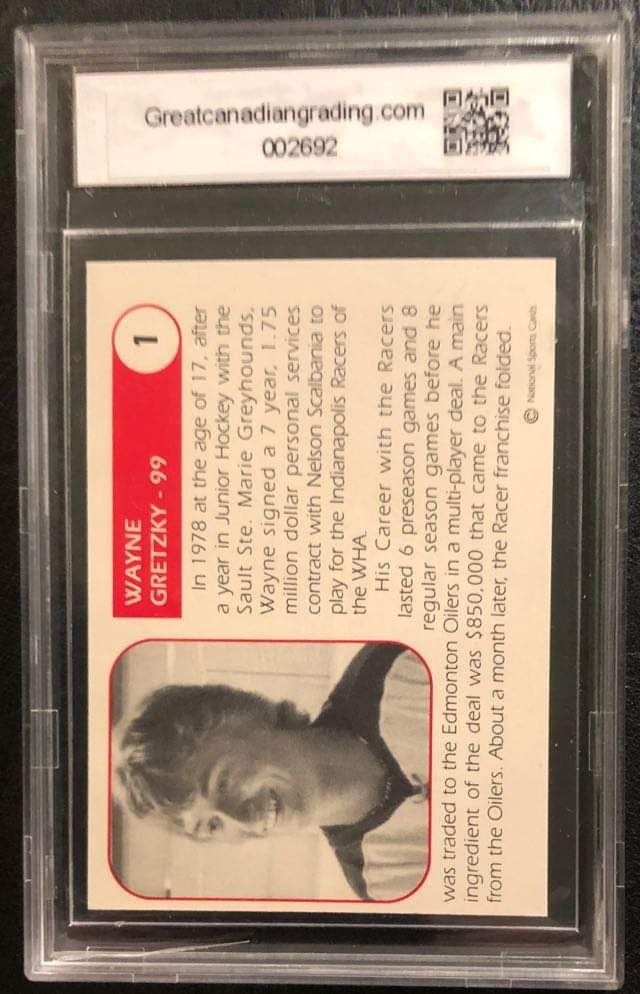 Greatcanadiangrading.com
002692
WAYNE
GRETZKY - 99
1
In 1978 at the age of 17, after
a year in Junior Hockey with the
Sault Ste. Marie Greyhounds,
Wayne signed a 7 year, 1.75
million dollar personal services
contract with Nelson Scalbania to
play for the Indianapolis Racers of
the WHA.
His Career with the Racers
lasted 6 preseason games and 8
regular season games before he
was traded to the Edmonton Oilers in a multi-player deal. A main
ingredient of the deal was $850,000 that came to the Racers
from the Oilers. About a month later, the Racer franchise folded.
© National Sports Cards